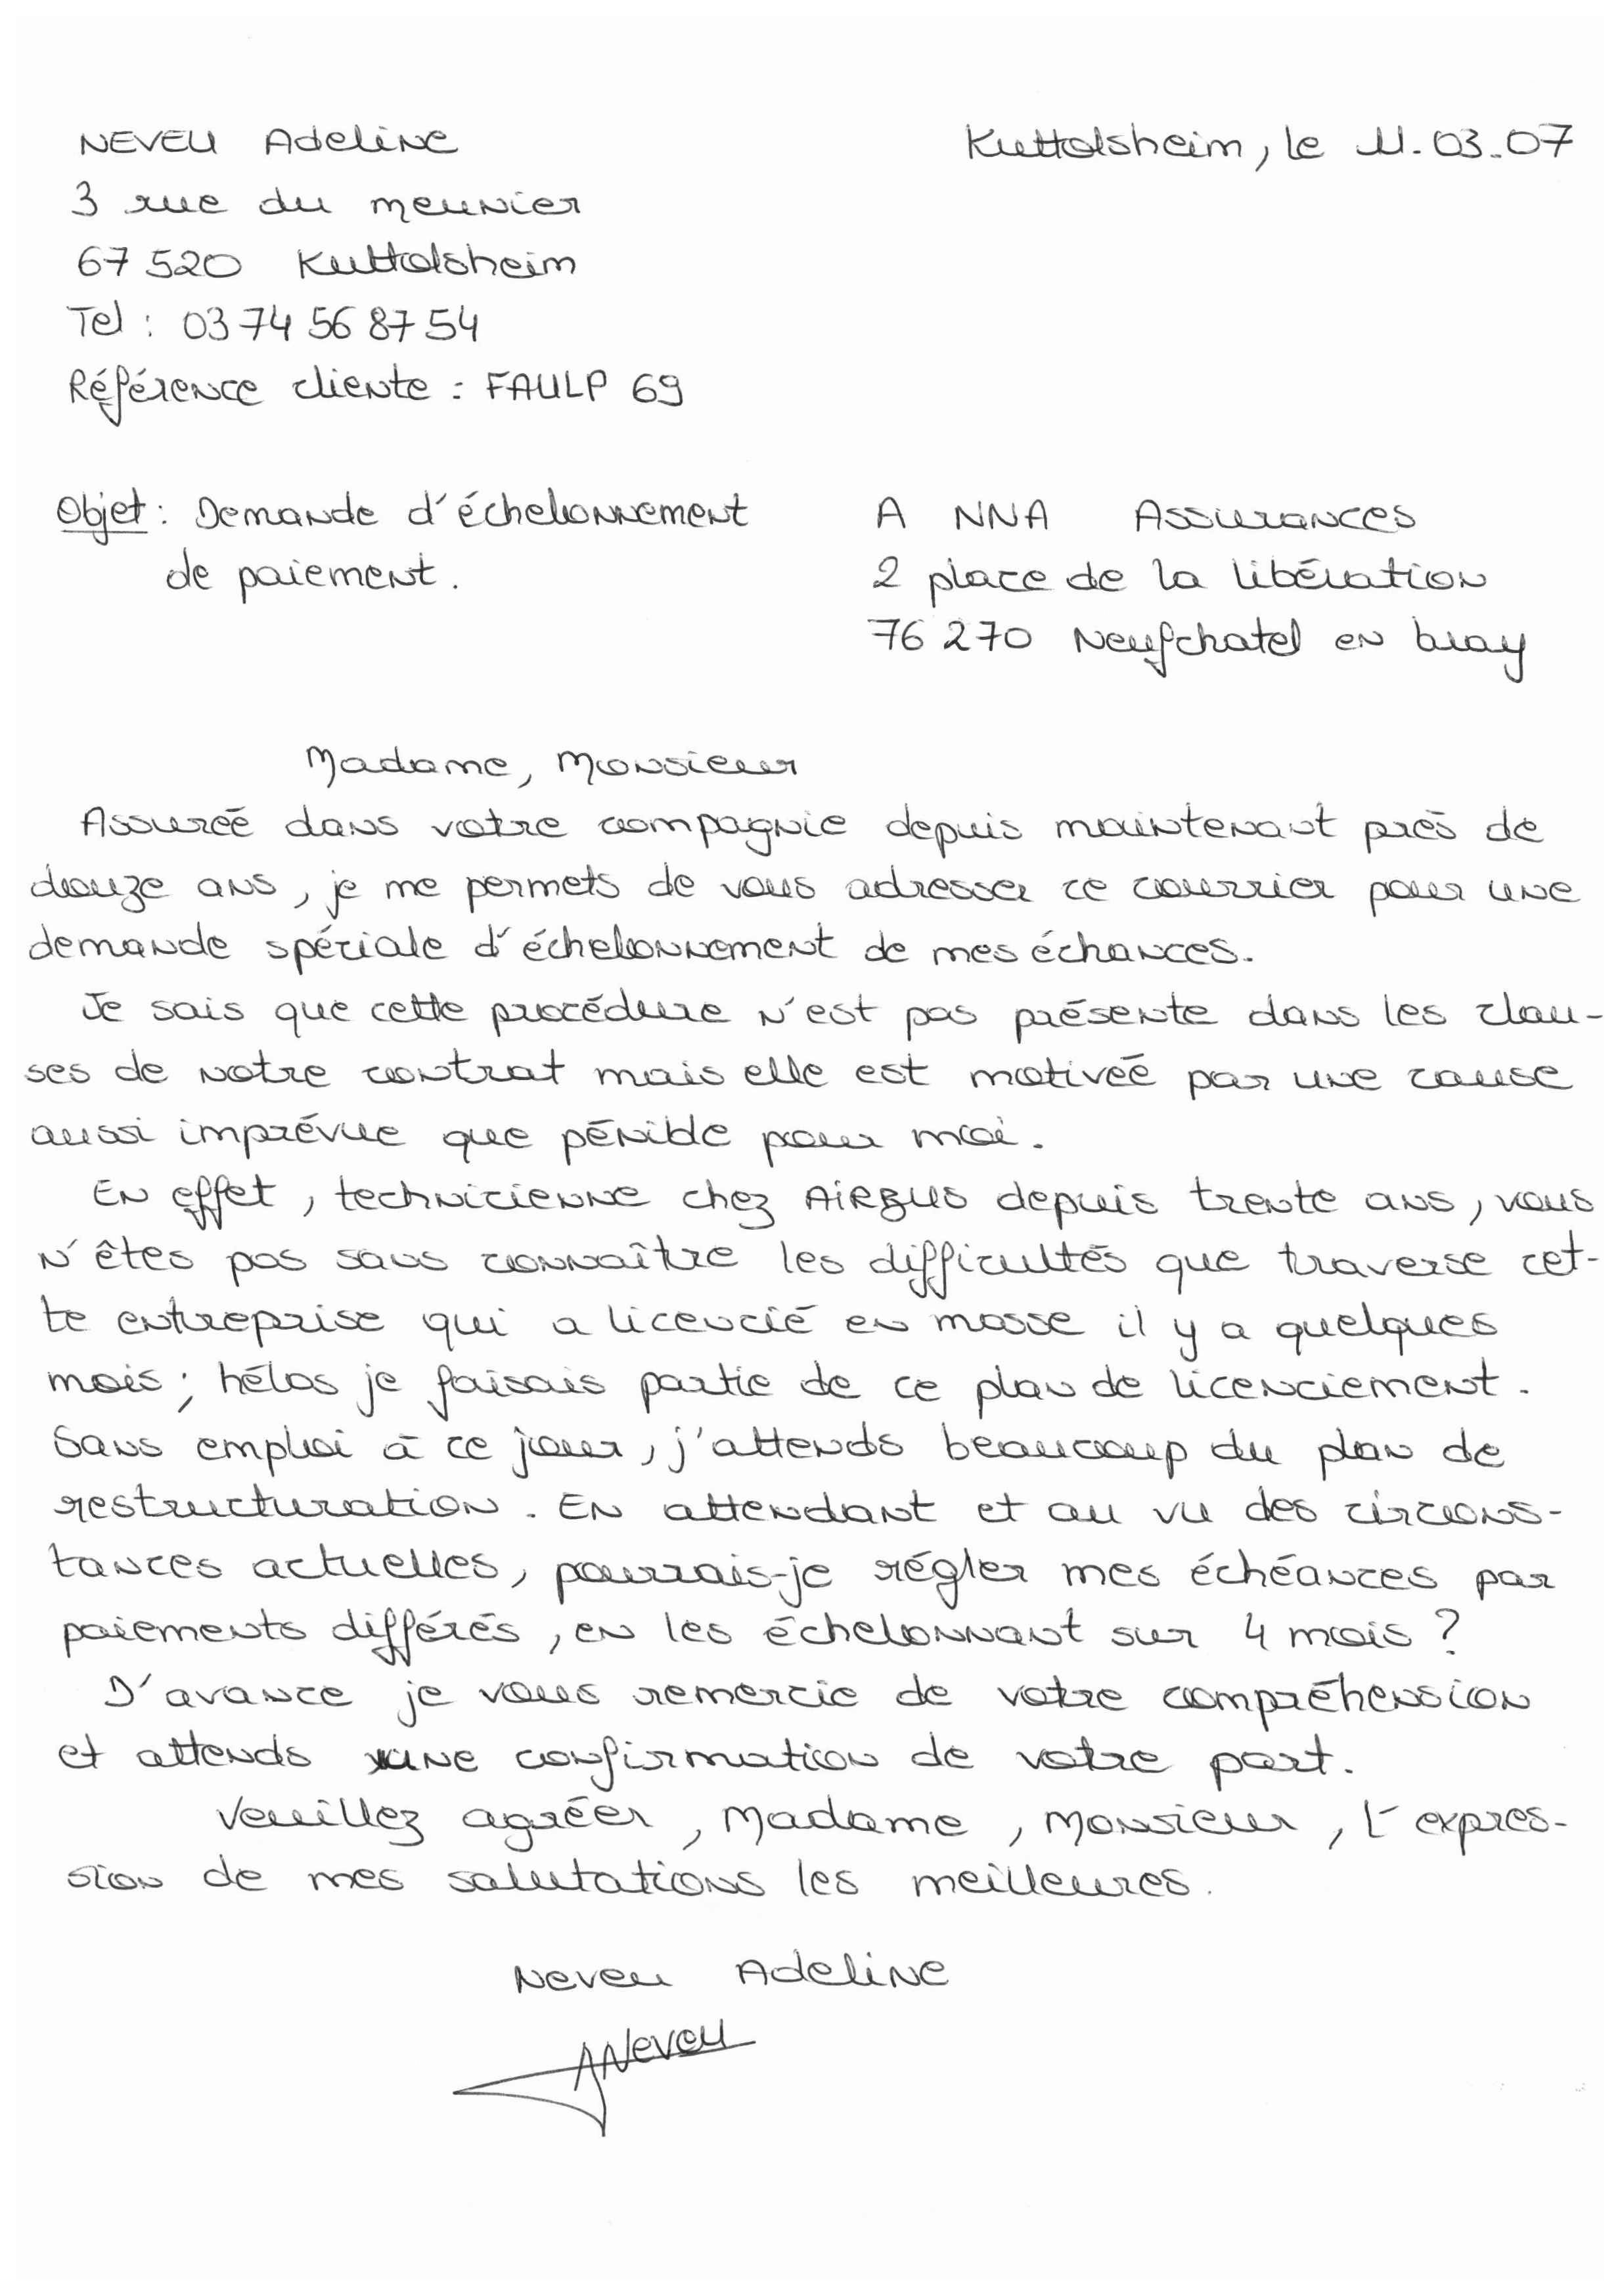 NEVEU Adeline
Kuttolsheim, le 11.03.07
3 rue du meunier
67 520 Kuttolsheim
Tel : 03 74 56 87 54
Référence cliente : FAULP 69
Objet : Demande d'échelonnement
de paiement.
A NNA Assurances
2 place de la libération
76 270 Neufchatel en bray
Madame, Monsieur
Assurée dans votre compagnie depuis maintenant près de
douze ans, je me permets de vous adresser ce courrier pour une
demande spéciale d'échelonnement de mes échances.
Je sais que cette procédure n'est pas présente dans les clau-
ses de notre contrat mais elle est motivée par une cause
aussi imprévue que pénible pour moi.
En effet, technicienne chez AIRBUS depuis trente ans, vous
n'êtes pas sans connaître les difficultés que traverse cet-
te entreprise qui a licencié en masse il y a quelques
mois ; hélas je faisais partie de ce plan de licenciement.
Sans emploi à ce jour, j'attends beaucoup du plan de
restructuration. En attendant et au vu des circons-
tances actuelles, pourrais-je régler mes échéances par
paiements différés, en les échelonnant sur 4 mois ?
D'avance je vous remercie de votre compréhension
et attends une confirmation de votre part.
Veuillez agréer, Madame, Monsieur, l'expres-
sion de mes salutations les meilleures.
Neveu Adeline
ANeveu